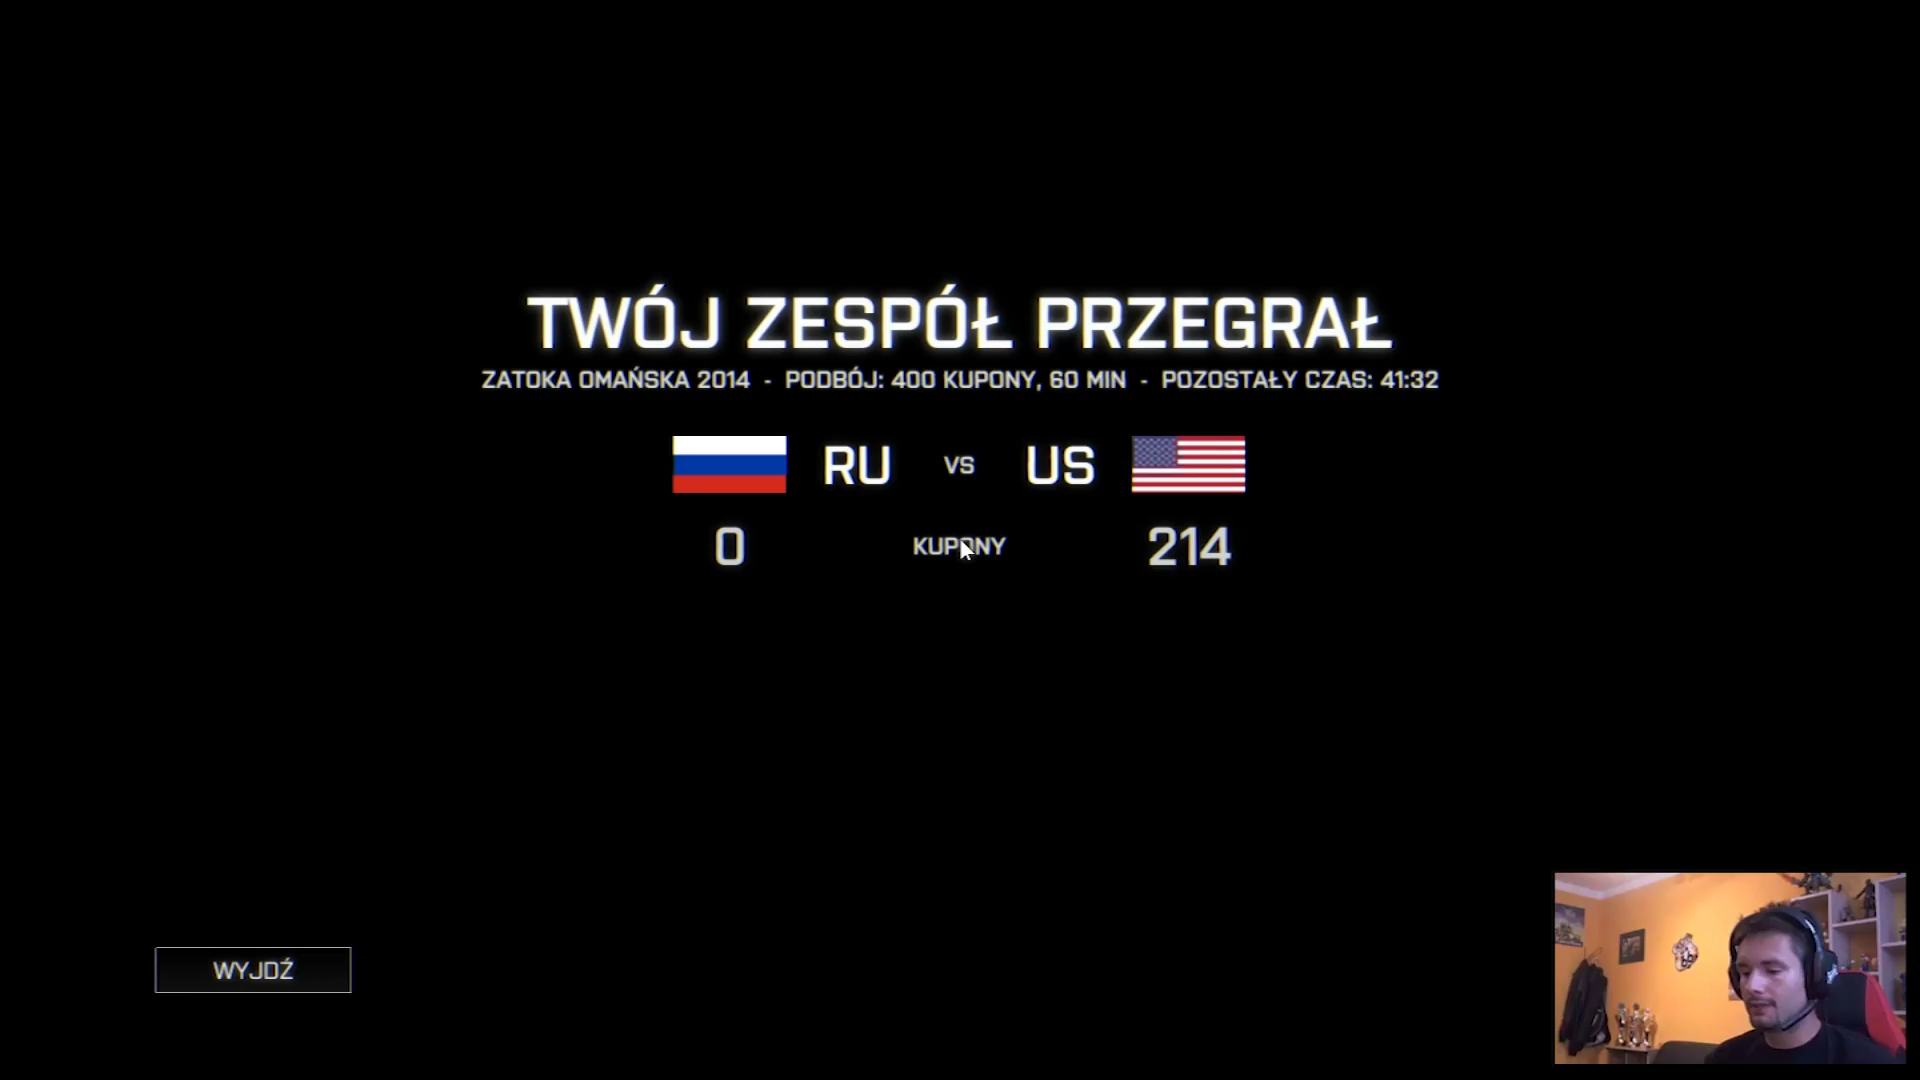 TWÓJ ZESPÓŁ PRZEGRAŁ
ZATOKA OMAŃSKA 2014 - PODBÓJ: 400 KUPONY, 60 MIN - POZOSTAŁY CZAS: 41:32
RU VS US
0 KUPONY 214
WYJDŹ